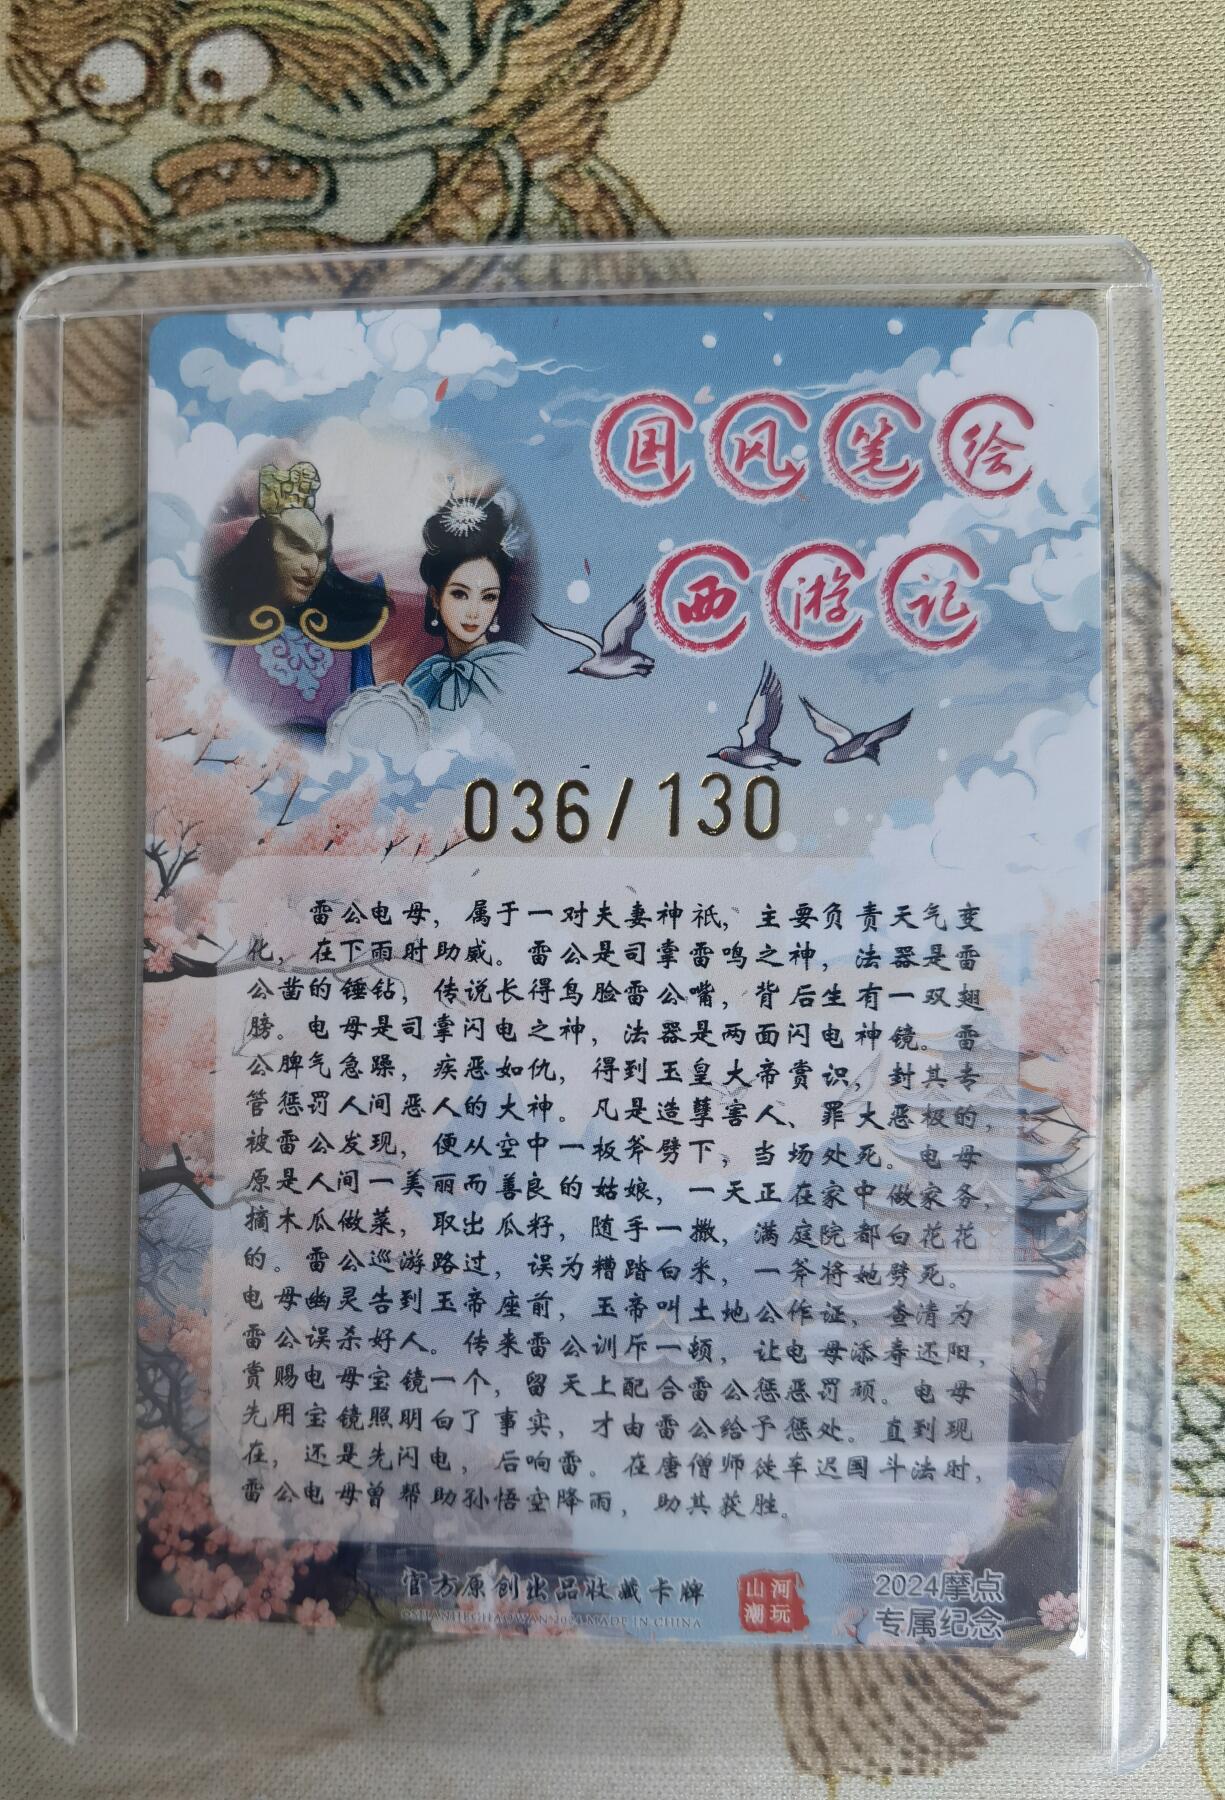 国风笔绘
西游记
036/130
雷公电母，属于一对夫妻神祇，主要负责天气变
化，在下雨时助威。雷公是司掌雷鸣之神，法器是雷
公凿的锤钻，传说长得鸟脸雷公嘴，背后生有一双翅
膀。电母是司掌闪电之神，法器是两面闪电神镜。雷
公脾气急躁，疾恶如仇，得到玉皇大帝赏识，封其专
管惩罚人间恶人的大神。凡是造孽害人、罪大恶极的，
被雷公发现，便从空中一板斧劈下，当场处死。电母
原是人间一美丽而善良的姑娘，一天正在家中做家务，
摘木瓜做菜，取出瓜籽，随手一撒，满庭院都白花花
的。雷公巡游路过，误为糟踏白米，一斧将她劈死。
电母幽灵告到玉帝座前，玉帝叫土地公作证，查清为
雷公误杀好人。传来雷公训斥一顿，让电母添寿还阳，
赏赐电母宝镜一个，留天上配合雷公惩恶罚顽。电母
先用宝镜照明白了事实，才由雷公给予惩处。直到现
在，还是先闪电，后响雷。在唐僧师徒车迟国斗法时，
雷公电母曾帮助孙悟空降雨，助其获胜。
官方原创出品收藏卡牌
MADE IN CHINA
山河
潮玩
2024摩点
专属纪念